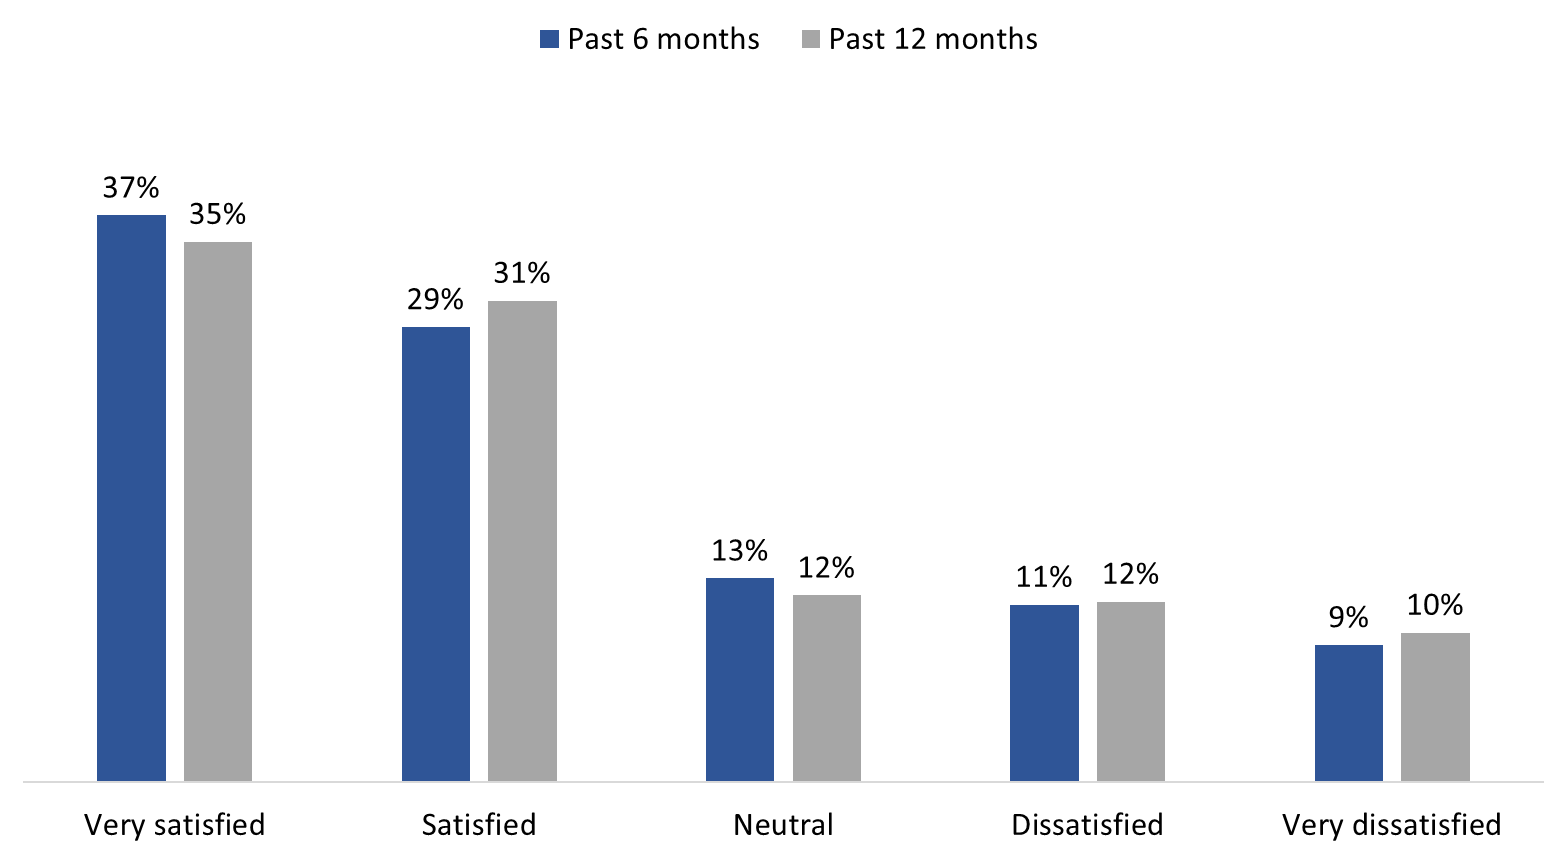 Past 6 months Past 12 months
37% 35%
29% 31%
13% 12%
11% 12%
9% 10%
Very satisfied Satisfied Neutral Dissatisfied Very dissatisfied